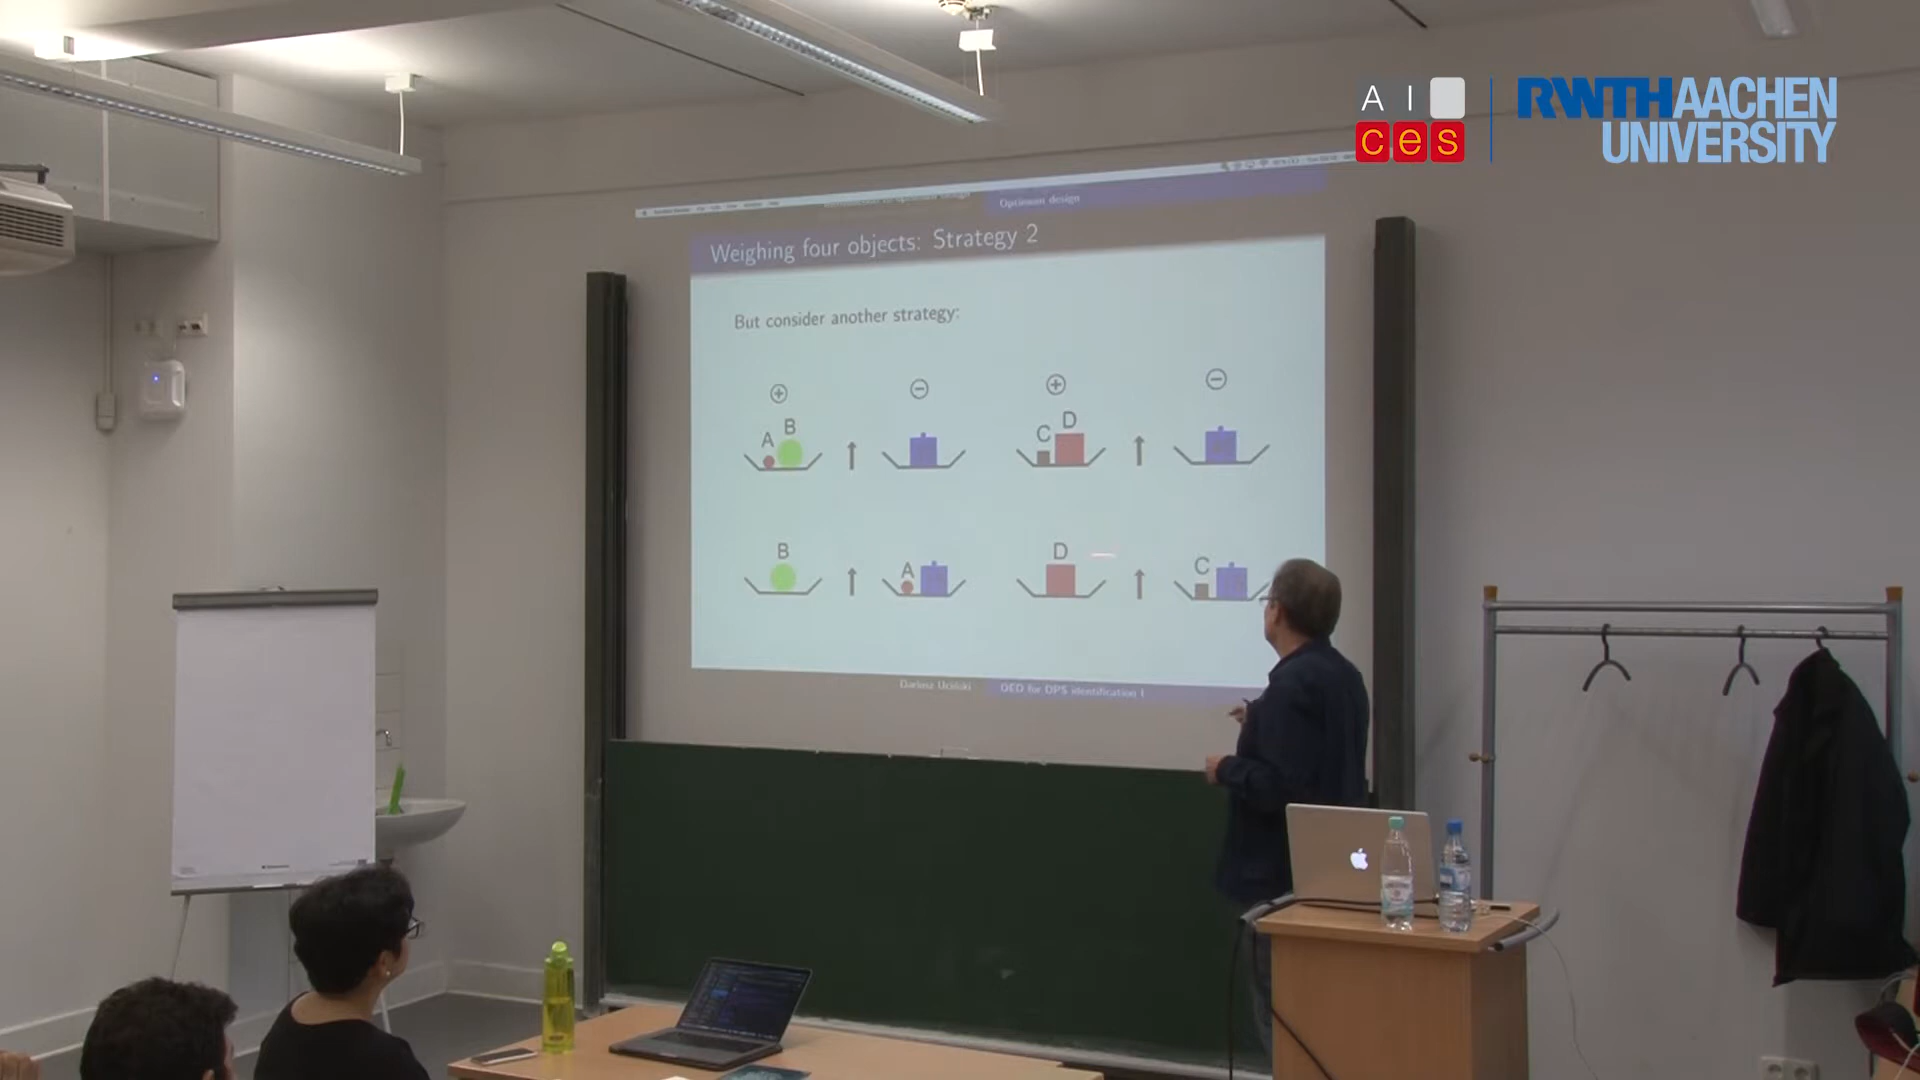 A I
ces
RWTH AACHEN
UNIVERSITY
Optimum design
Weighing four objects: Strategy 2
But consider another strategy:
+ − + −
A B C D
B A D C
Dariusz Uciński OED for DPS identification I